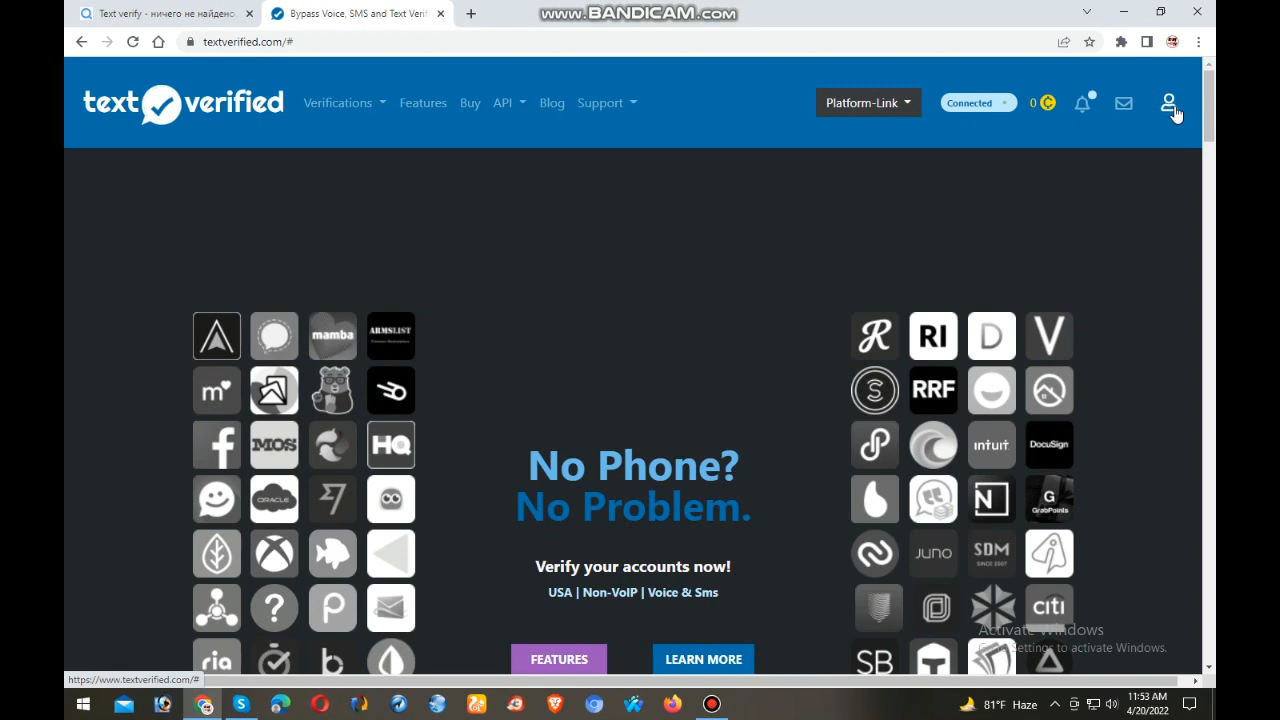 Text verify - ничего не найдено
Bypass Voice, SMS and Text Verif
www.BANDICAM.com
textverified.com/#
text verified
Verifications
Features
Buy
API
Blog
Support
Platform-Link
Connected
0
mamba
ARMSLIST
RI
D
V
m
RRF
MOS
HQ
intuit
DocuSign
ORACLE
N
G
GrabPoints
No Phone?
No Problem.
Verify your accounts now!
USA | Non-VoIP | Voice & Sms
JUNO
SDM
SINCE 2007
citi
ria
b
SB
FEATURES
LEARN MORE
Activate Windows
Settings to activate Windows.
https://www.textverified.com/#
81°F Haze
11:53 AM
4/20/2022